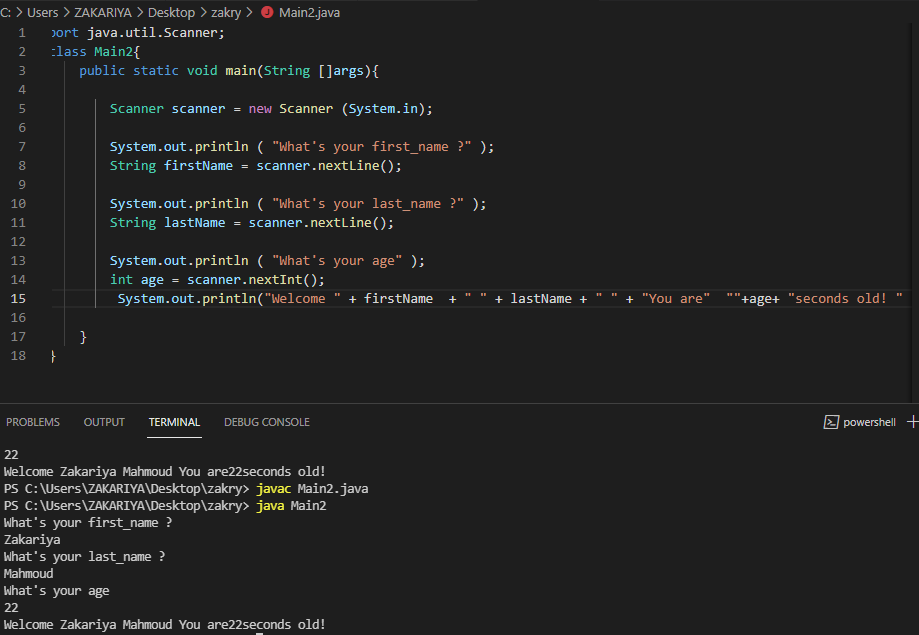 C: > Users > ZAKARIYA > Desktop > zakry > J Main2.java
1 port java.util.Scanner;
2 class Main2{
3 public static void main(String []args){
4
5 Scanner scanner = new Scanner (System.in);
6
7 System.out.println ( "What's your first_name ?" );
8 String firstName = scanner.nextLine();
9
10 System.out.println ( "What's your last_name ?" );
11 String lastName = scanner.nextLine();
12
13 System.out.println ( "What's your age" );
14 int age = scanner.nextInt();
15 System.out.println("Welcome " + firstName  + " " + lastName + " " + "You are"  ""+age+ "seconds old! "
16
17 }
18 }
PROBLEMS OUTPUT TERMINAL DEBUG CONSOLE powershell +
22
Welcome Zakariya Mahmoud You are22seconds old!
PS C:\Users\ZAKARIYA\Desktop\zakry> javac Main2.java
PS C:\Users\ZAKARIYA\Desktop\zakry> java Main2
What's your first_name ?
Zakariya
What's your last_name ?
Mahmoud
What's your age
22
Welcome Zakariya Mahmoud You are22seconds old!